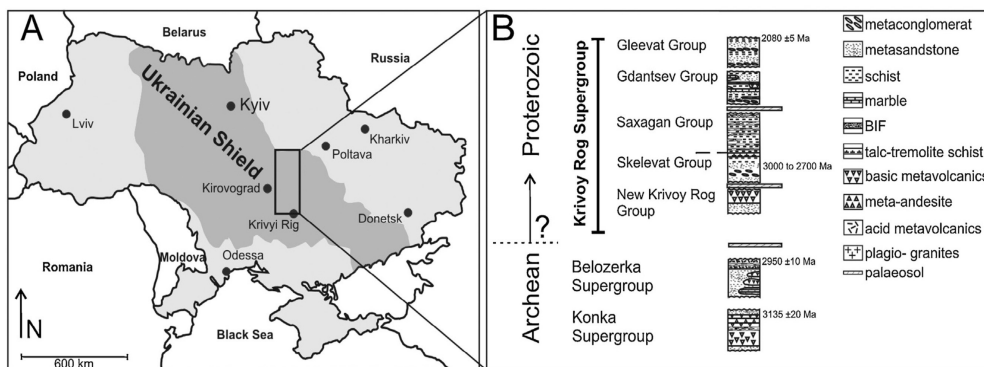 A
Belarus
Russia
Poland
Ukrainian Shield
Kyiv
Lviv
Kharkiv
Poltava
Kirovograd
Krivyi Rig
Donetsk
Moldova
Odessa
Romania
N
Black Sea
600 km
B
Proterozoic
?
Archean
Krivoy Rog Supergroup
Gleevat Group
2080 ±5 Ma
Gdantsev Group
Saxagan Group
Skelevat Group
3000 to 2700 Ma
New Krivoy Rog
Group
Belozerka
Supergroup
2950 ±10 Ma
Konka
Supergroup
3135 ±20 Ma
metaconglomerat
metasandstone
schist
marble
BIF
talc-tremolite schist
basic metavolcanics
meta-andesite
acid metavolcanics
plagio- granites
palaeosol